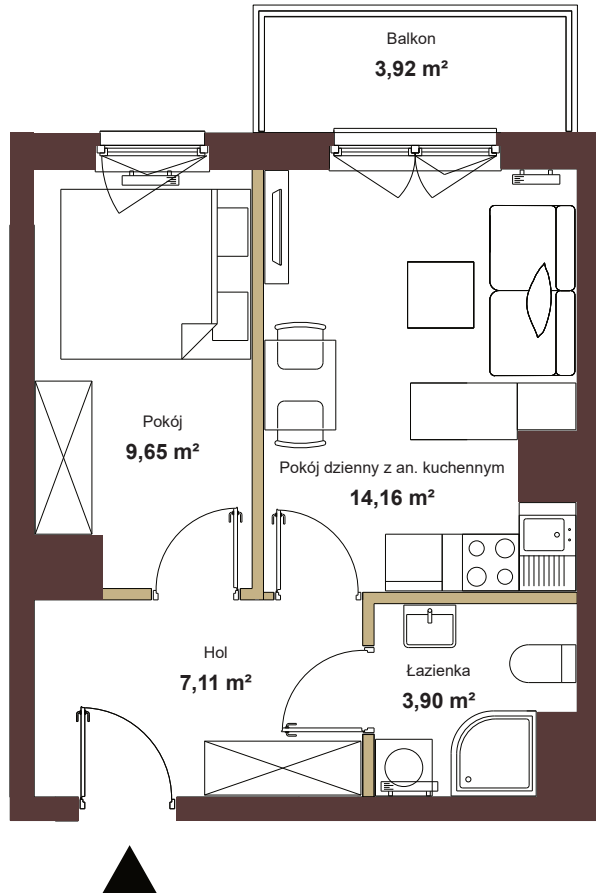 Balkon
3,92 m²
Pokój
9,65 m²
Pokój dzienny z an. kuchennym
14,16 m²
Hol
7,11 m²
Łazienka
3,90 m²